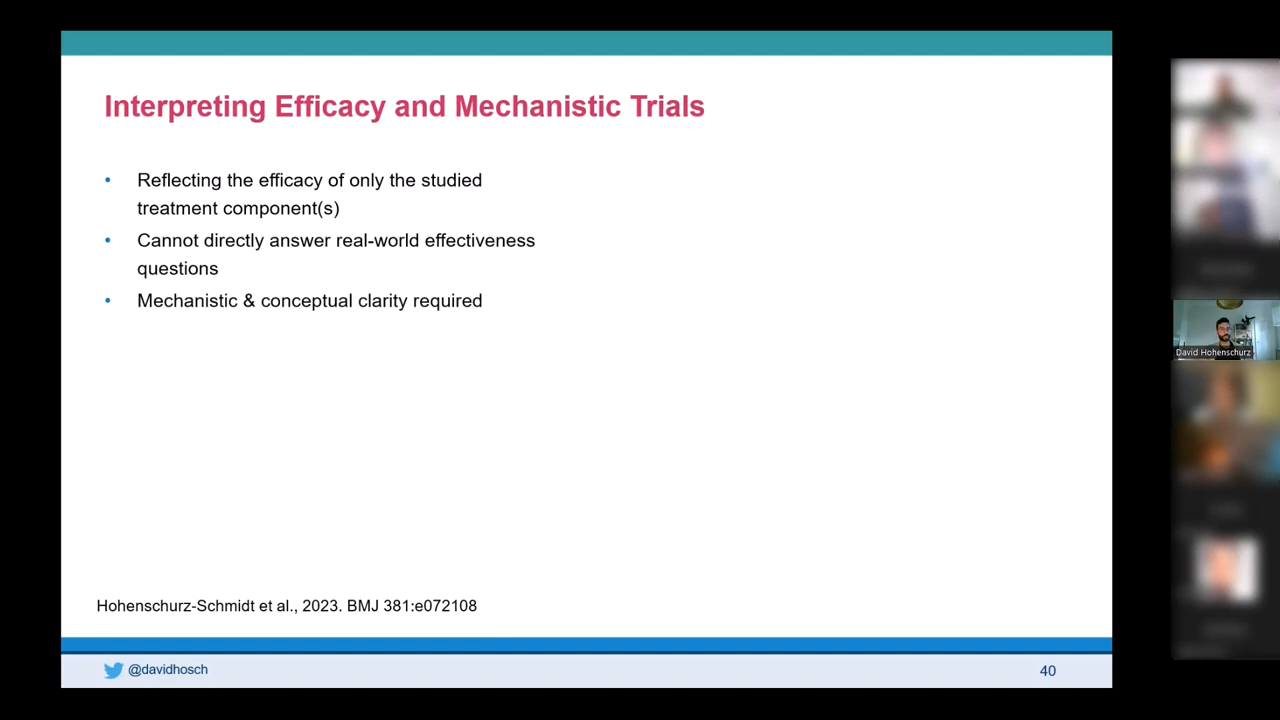 Interpreting Efficacy and Mechanistic Trials
• Reflecting the efficacy of only the studied
treatment component(s)
• Cannot directly answer real-world effectiveness
questions
• Mechanistic & conceptual clarity required
Hohenschurz-Schmidt et al., 2023. BMJ 381:e072108
@davidhosch
40
David Hohenschurz